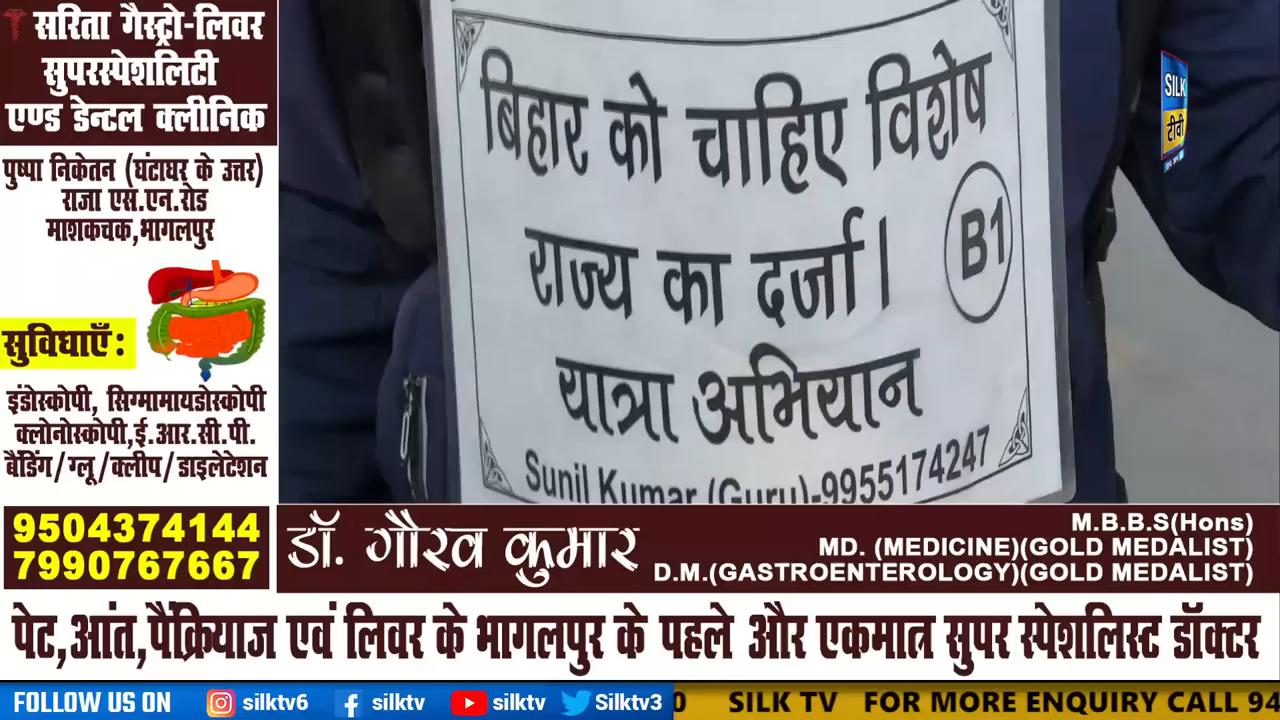 सरिता गैस्ट्रो-लिवर
सुपरस्पेशलिटी
एण्ड डेन्टल क्लीनिक
पुष्पा निकेतन (घंटाघर के उत्तर)
राजा एस.एन.रोड
माशकचक,भागलपुर
सुविधाएँ:
इंडोस्कोपी, सिग्मामायडोस्कोपी
क्लोनोस्कोपी,ई.आर.सी.पी.
बैंडिंग/ग्लू/क्लीप/डाइलेटेशन
9504374144
7990767667
बिहार को चाहिए विशेष
राज्य का दर्जा।
B1
यात्रा अभियान
Sunil Kumar (Guru)-9955174247
SILK
टीवी
डॉ. गौरव कुमार
M.B.B.S(Hons)
MD. (MEDICINE)(GOLD MEDALIST)
D.M.(GASTROENTEROLOGY)(GOLD MEDALIST)
पेट,आंत,पैंक्रियाज एवं लिवर के भागलपुर के पहले और एकमात्र सुपर स्पेशलिस्ट डॉक्टर
FOLLOW US ON silktv6 silktv silktv Silktv3 0 SILK TV FOR MORE ENQUIRY CALL 94